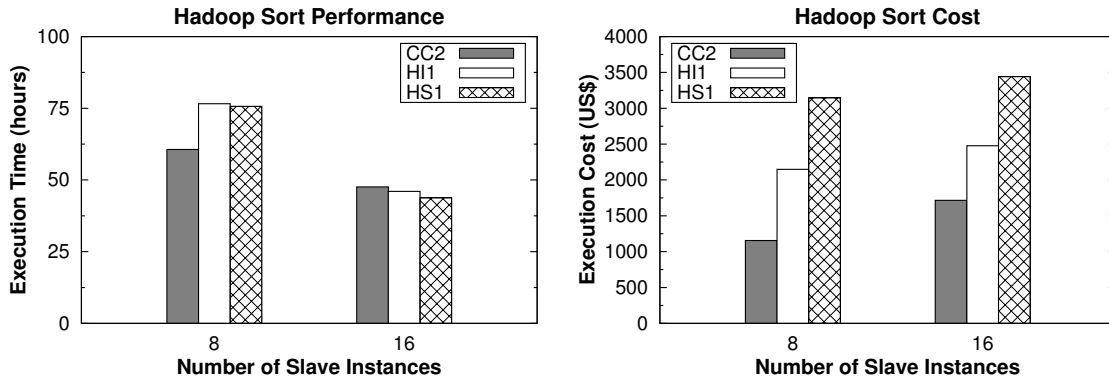 Hadoop Sort Performance
Execution Time (hours)
100
75
50
25
0
CC2
HI1
HS1
8
16
Number of Slave Instances
Hadoop Sort Cost
Execution Cost (US$)
4000
3500
3000
2500
2000
1500
1000
500
0
CC2
HI1
HS1
8
16
Number of Slave Instances